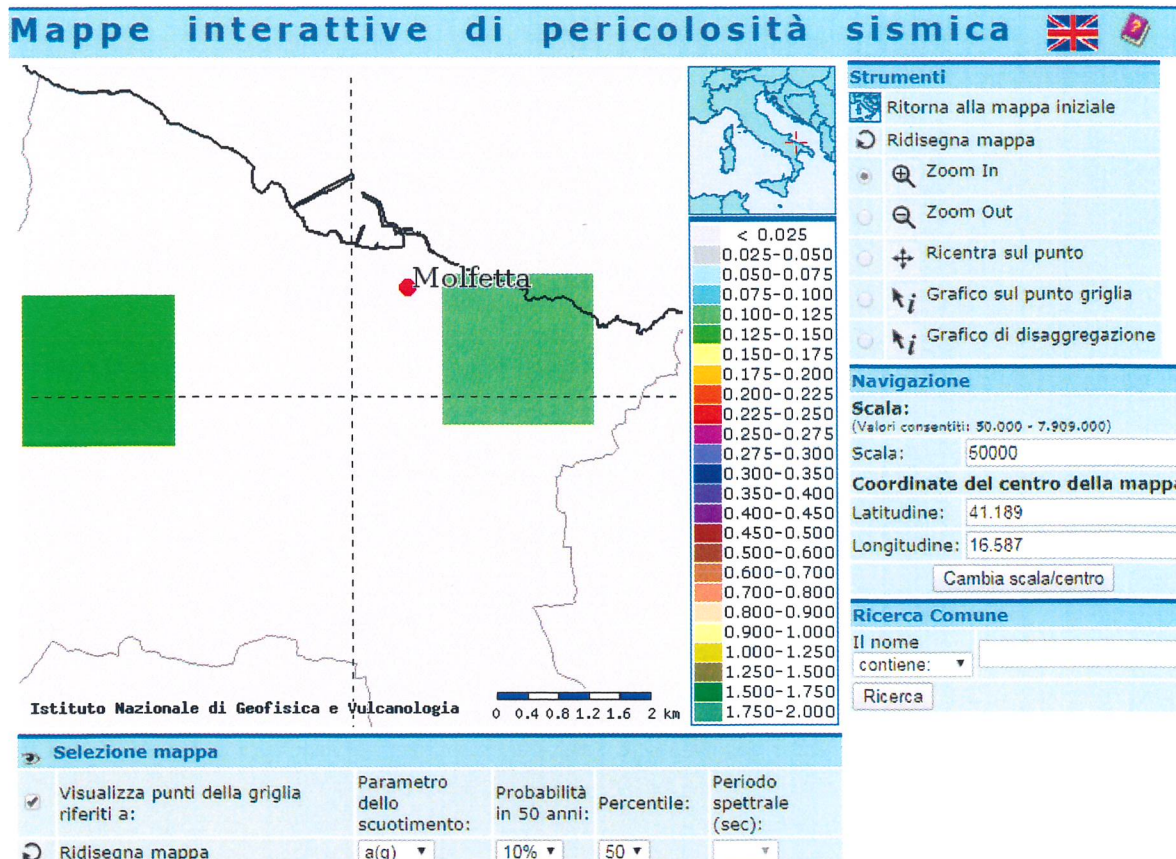 Mappe interattive di pericolosità sismica
Molfetta
Istituto Nazionale di Geofisica e Vulcanologia
0 0.4 0.8 1.2 1.6 2 km
< 0.025
0.025-0.050
0.050-0.075
0.075-0.100
0.100-0.125
0.125-0.150
0.150-0.175
0.175-0.200
0.200-0.225
0.225-0.250
0.250-0.275
0.275-0.300
0.300-0.350
0.350-0.400
0.400-0.450
0.450-0.500
0.500-0.600
0.600-0.700
0.700-0.800
0.800-0.900
0.900-1.000
1.000-1.250
1.250-1.500
1.500-1.750
1.750-2.000
Strumenti
Ritorna alla mappa iniziale
Ridisegna mappa
Zoom In
Zoom Out
Ricentra sul punto
Grafico sul punto griglia
Grafico di disaggregazione
Navigazione
Scala:
(Valori consentiti: 50.000 - 7.909.000)
Scala: 50000
Coordinate del centro della mappa
Latitudine: 41.189
Longitudine: 16.587
Cambia scala/centro
Ricerca Comune
Il nome
contiene:
Ricerca
Selezione mappa
Visualizza punti della griglia
riferiti a:
Parametro
dello
scuotimento:
Probabilità
in 50 anni:
Percentile:
Periodo
spettrale
(sec):
Ridisegna mappa a(g) 10% 50